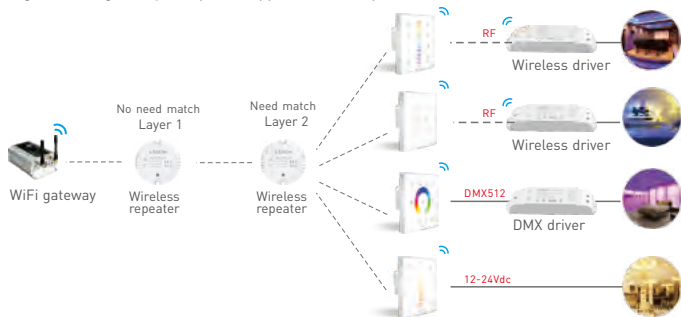 RF
Wireless driver
No need match
Layer 1
Need match
Layer 2
RF
Wireless driver
WiFi gateway
Wireless
repeater
Wireless
repeater
DMX512
DMX driver
12-24Vdc